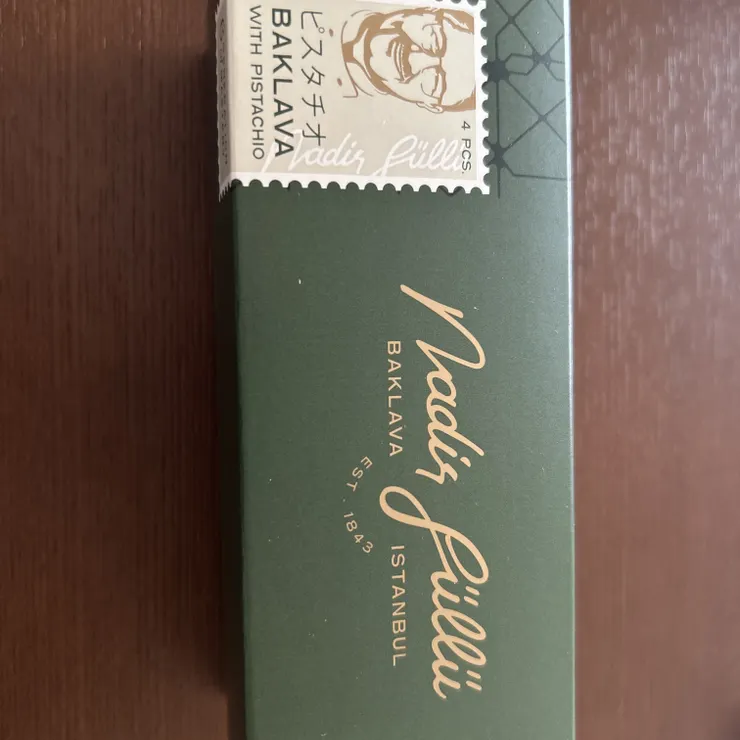 ピスタチオ
BAKLAVA
WITH PISTACHIO
4 PCS.
Nadir Güllü
Nadir Güllü
BAKLAVA ISTANBUL
EST. 1843